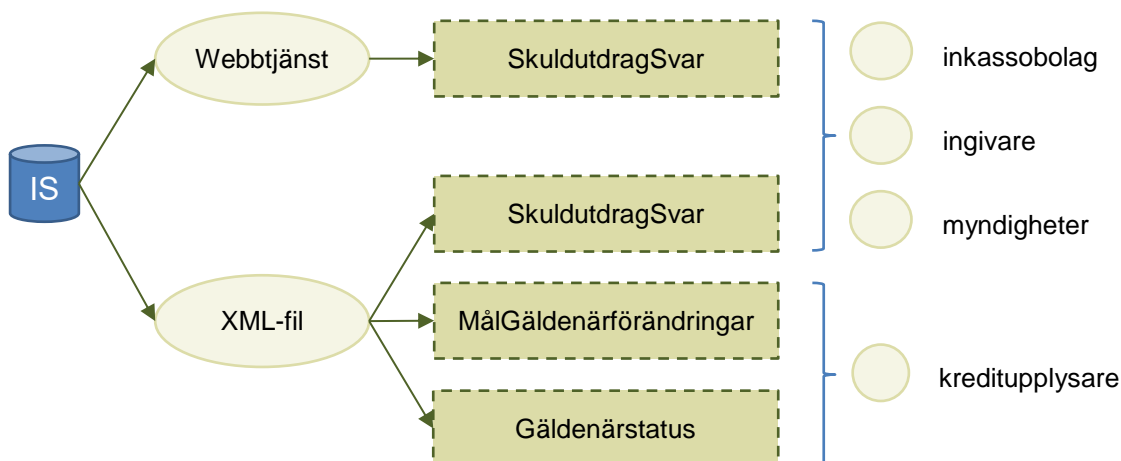 Webbtjänst
SkuldutdragSvar
inkassobolag
ingivare
IS
SkuldutdragSvar
myndigheter
XML-fil
MålGäldenärförändringar
kreditupplysare
Gäldenärstatus